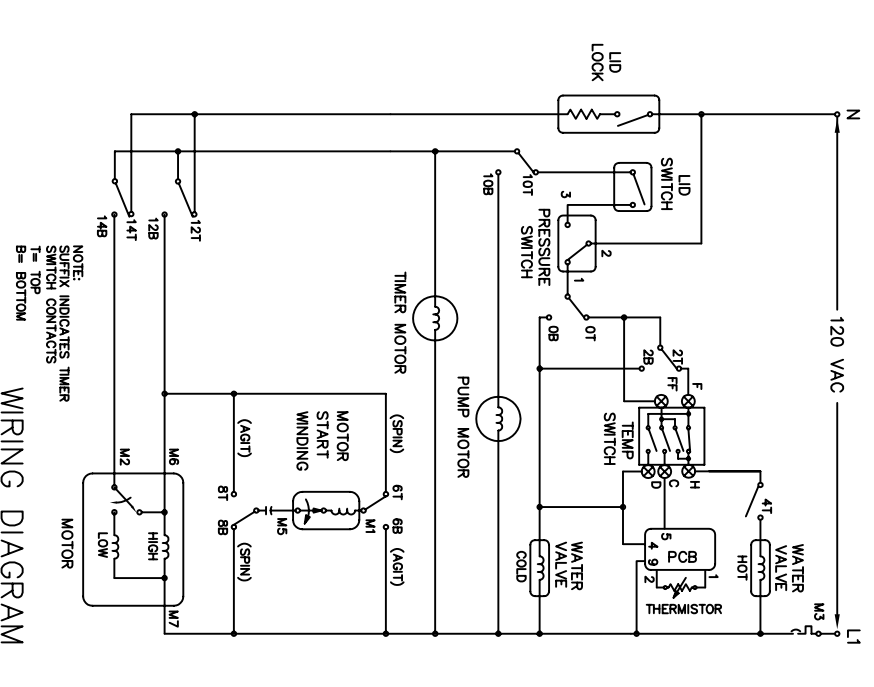 N
120 VAC
L1
LID
LOCK
LID
SWITCH
3
PRESSURE
SWITCH
2
1
10T
10B
0T
0B
2T
2B
F
FF
TEMP
SWITCH
H
C
D
4T
5
4
9
PCB
1
2
THERMISTOR
WATER
VALVE
HOT
WATER
VALVE
COLD
M3
TIMER MOTOR
PUMP MOTOR
12T
12B
14T
14B
NOTE:
SUFFIX INDICATES TIMER
SWITCH CONTACTS
T= TOP
B= BOTTOM
(SPIN)
6T
6B
(AGIT)
M1
MOTOR
START
WINDING
M5
(AGIT)
8T
8B
(SPIN)
M6
M2
HIGH
LOW
M7
MOTOR
WIRING DIAGRAM